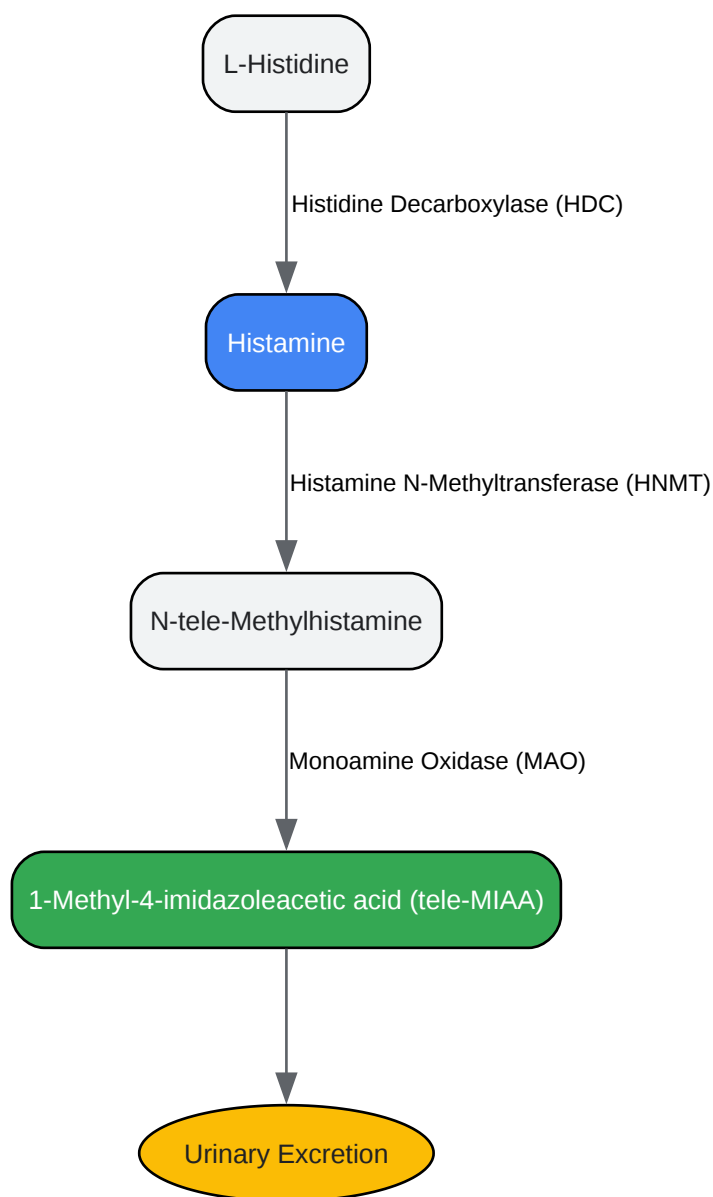 L-Histidine
Histidine Decarboxylase (HDC)
Histamine
Histamine N-Methyltransferase (HNMT)
N-tele-Methylhistamine
Monoamine Oxidase (MAO)
1-Methyl-4-imidazoleacetic acid (tele-MIAA)
Urinary Excretion